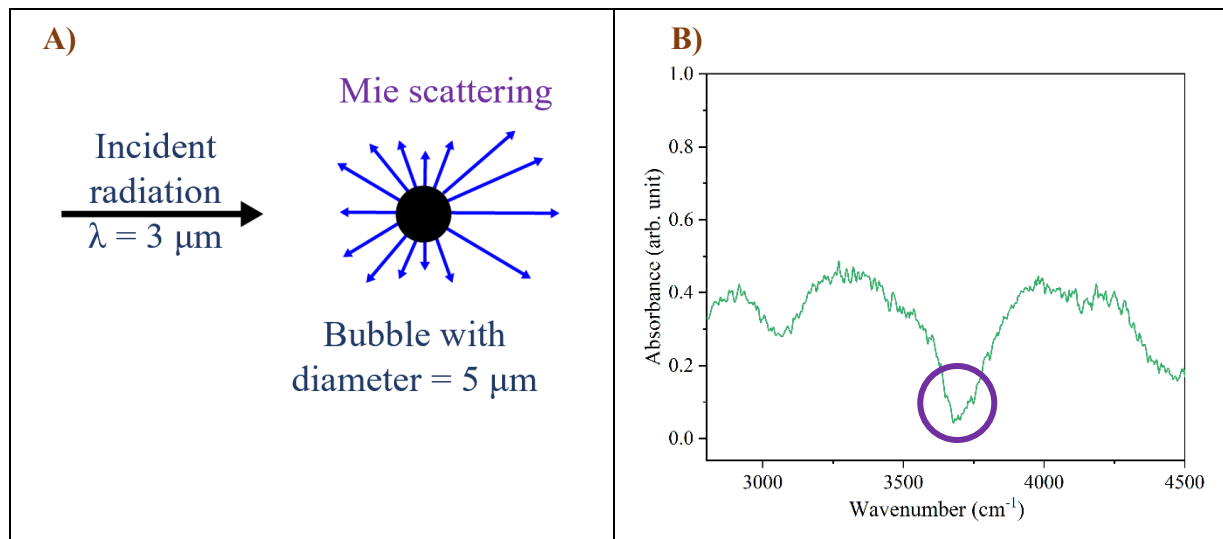 A)
Mie scattering
Incident
radiation
λ = 3 μm
Bubble with
diameter = 5 μm
B)
1.0
0.8
0.6
0.4
0.2
0.0
Absorbance (arb. unit)
3000
3500
4000
4500
Wavenumber (cm⁻¹)